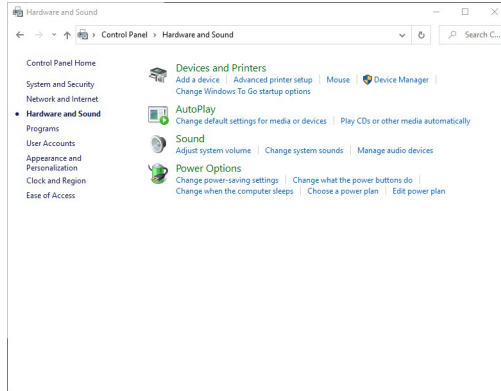 Hardware and Sound
Control Panel › Hardware and Sound
Search C...
Control Panel Home
System and Security
Network and Internet
Hardware and Sound
Programs
User Accounts
Appearance and
Personalization
Clock and Region
Ease of Access
Devices and Printers
Add a device | Advanced printer setup | Mouse | Device Manager |
Change Windows To Go startup options
AutoPlay
Change default settings for media or devices | Play CDs or other media automatically
Sound
Adjust system volume | Change system sounds | Manage audio devices
Power Options
Change power-saving settings | Change what the power buttons do |
Change when the computer sleeps | Choose a power plan | Edit power plan